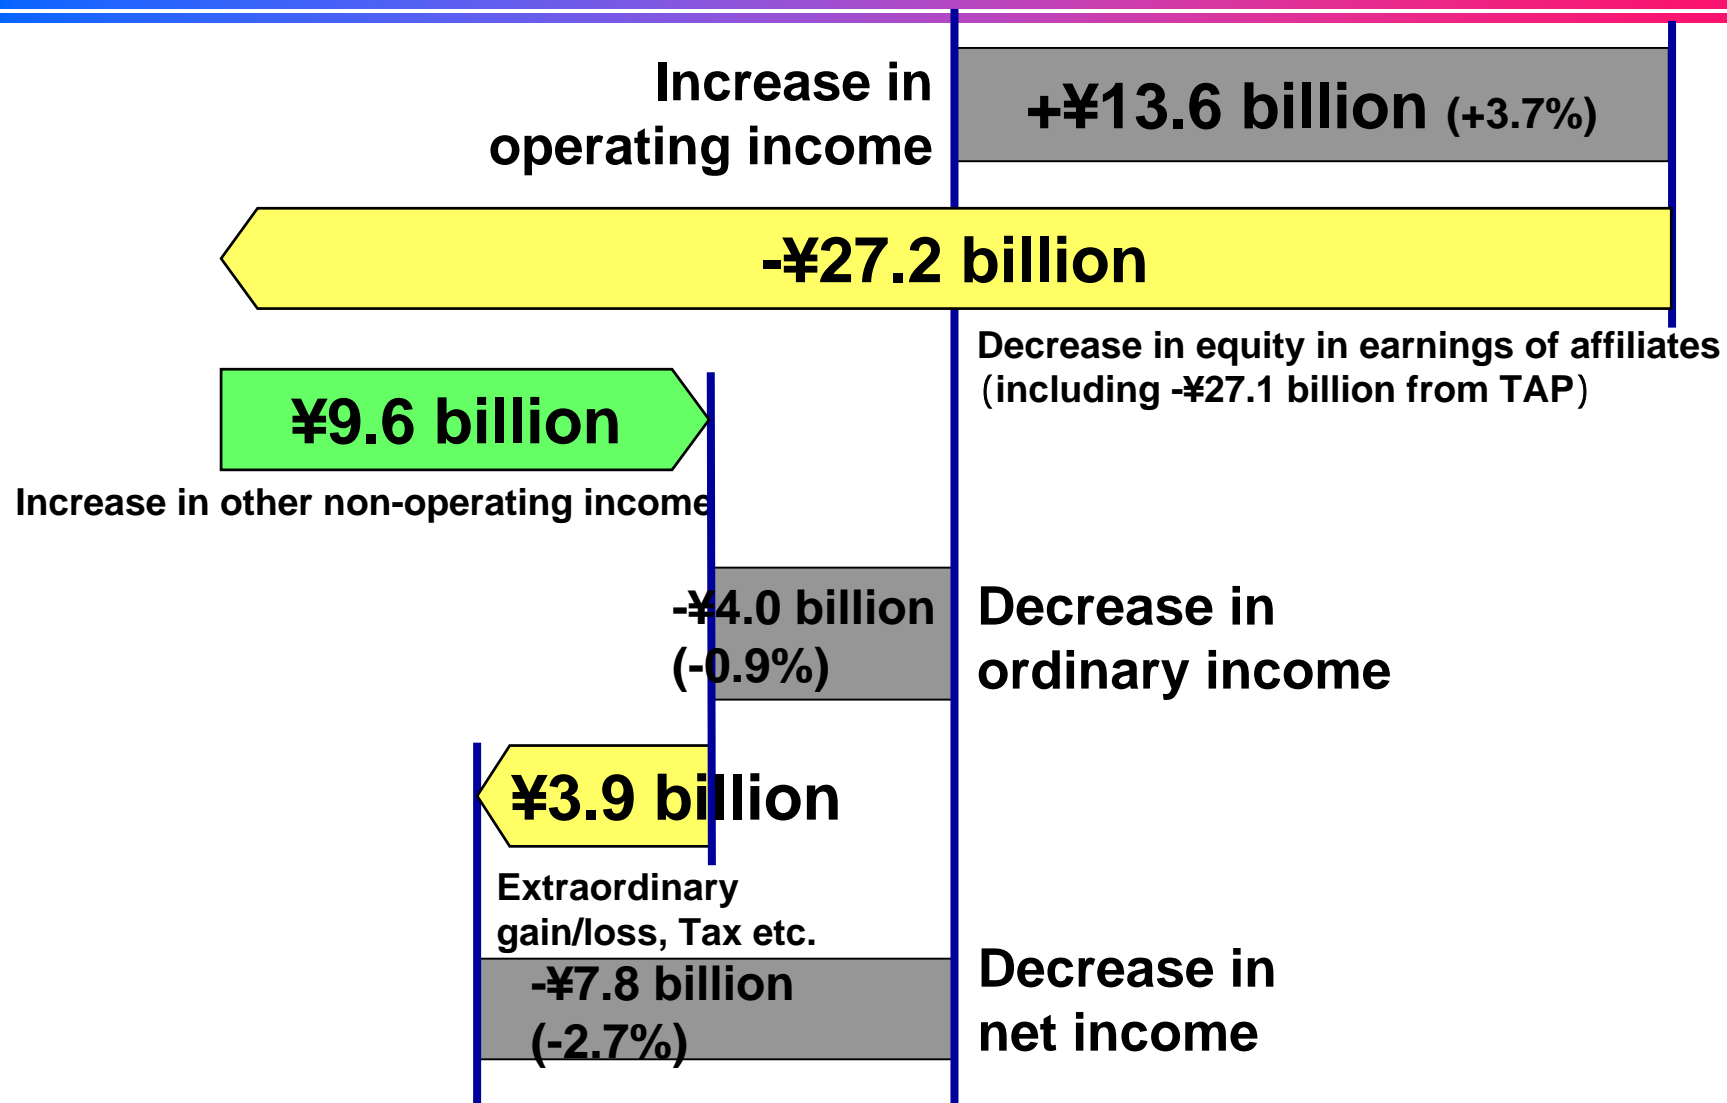 Increase in
operating income
+¥13.6 billion (+3.7%)
-¥27.2 billion
Decrease in equity in earnings of affiliates
(including -¥27.1 billion from TAP)
¥9.6 billion
Increase in other non-operating income
-¥4.0 billion
(-0.9%)
Decrease in
ordinary income
¥3.9 billion
Extraordinary
gain/loss, Tax etc.
-¥7.8 billion
(-2.7%)
Decrease in
net income